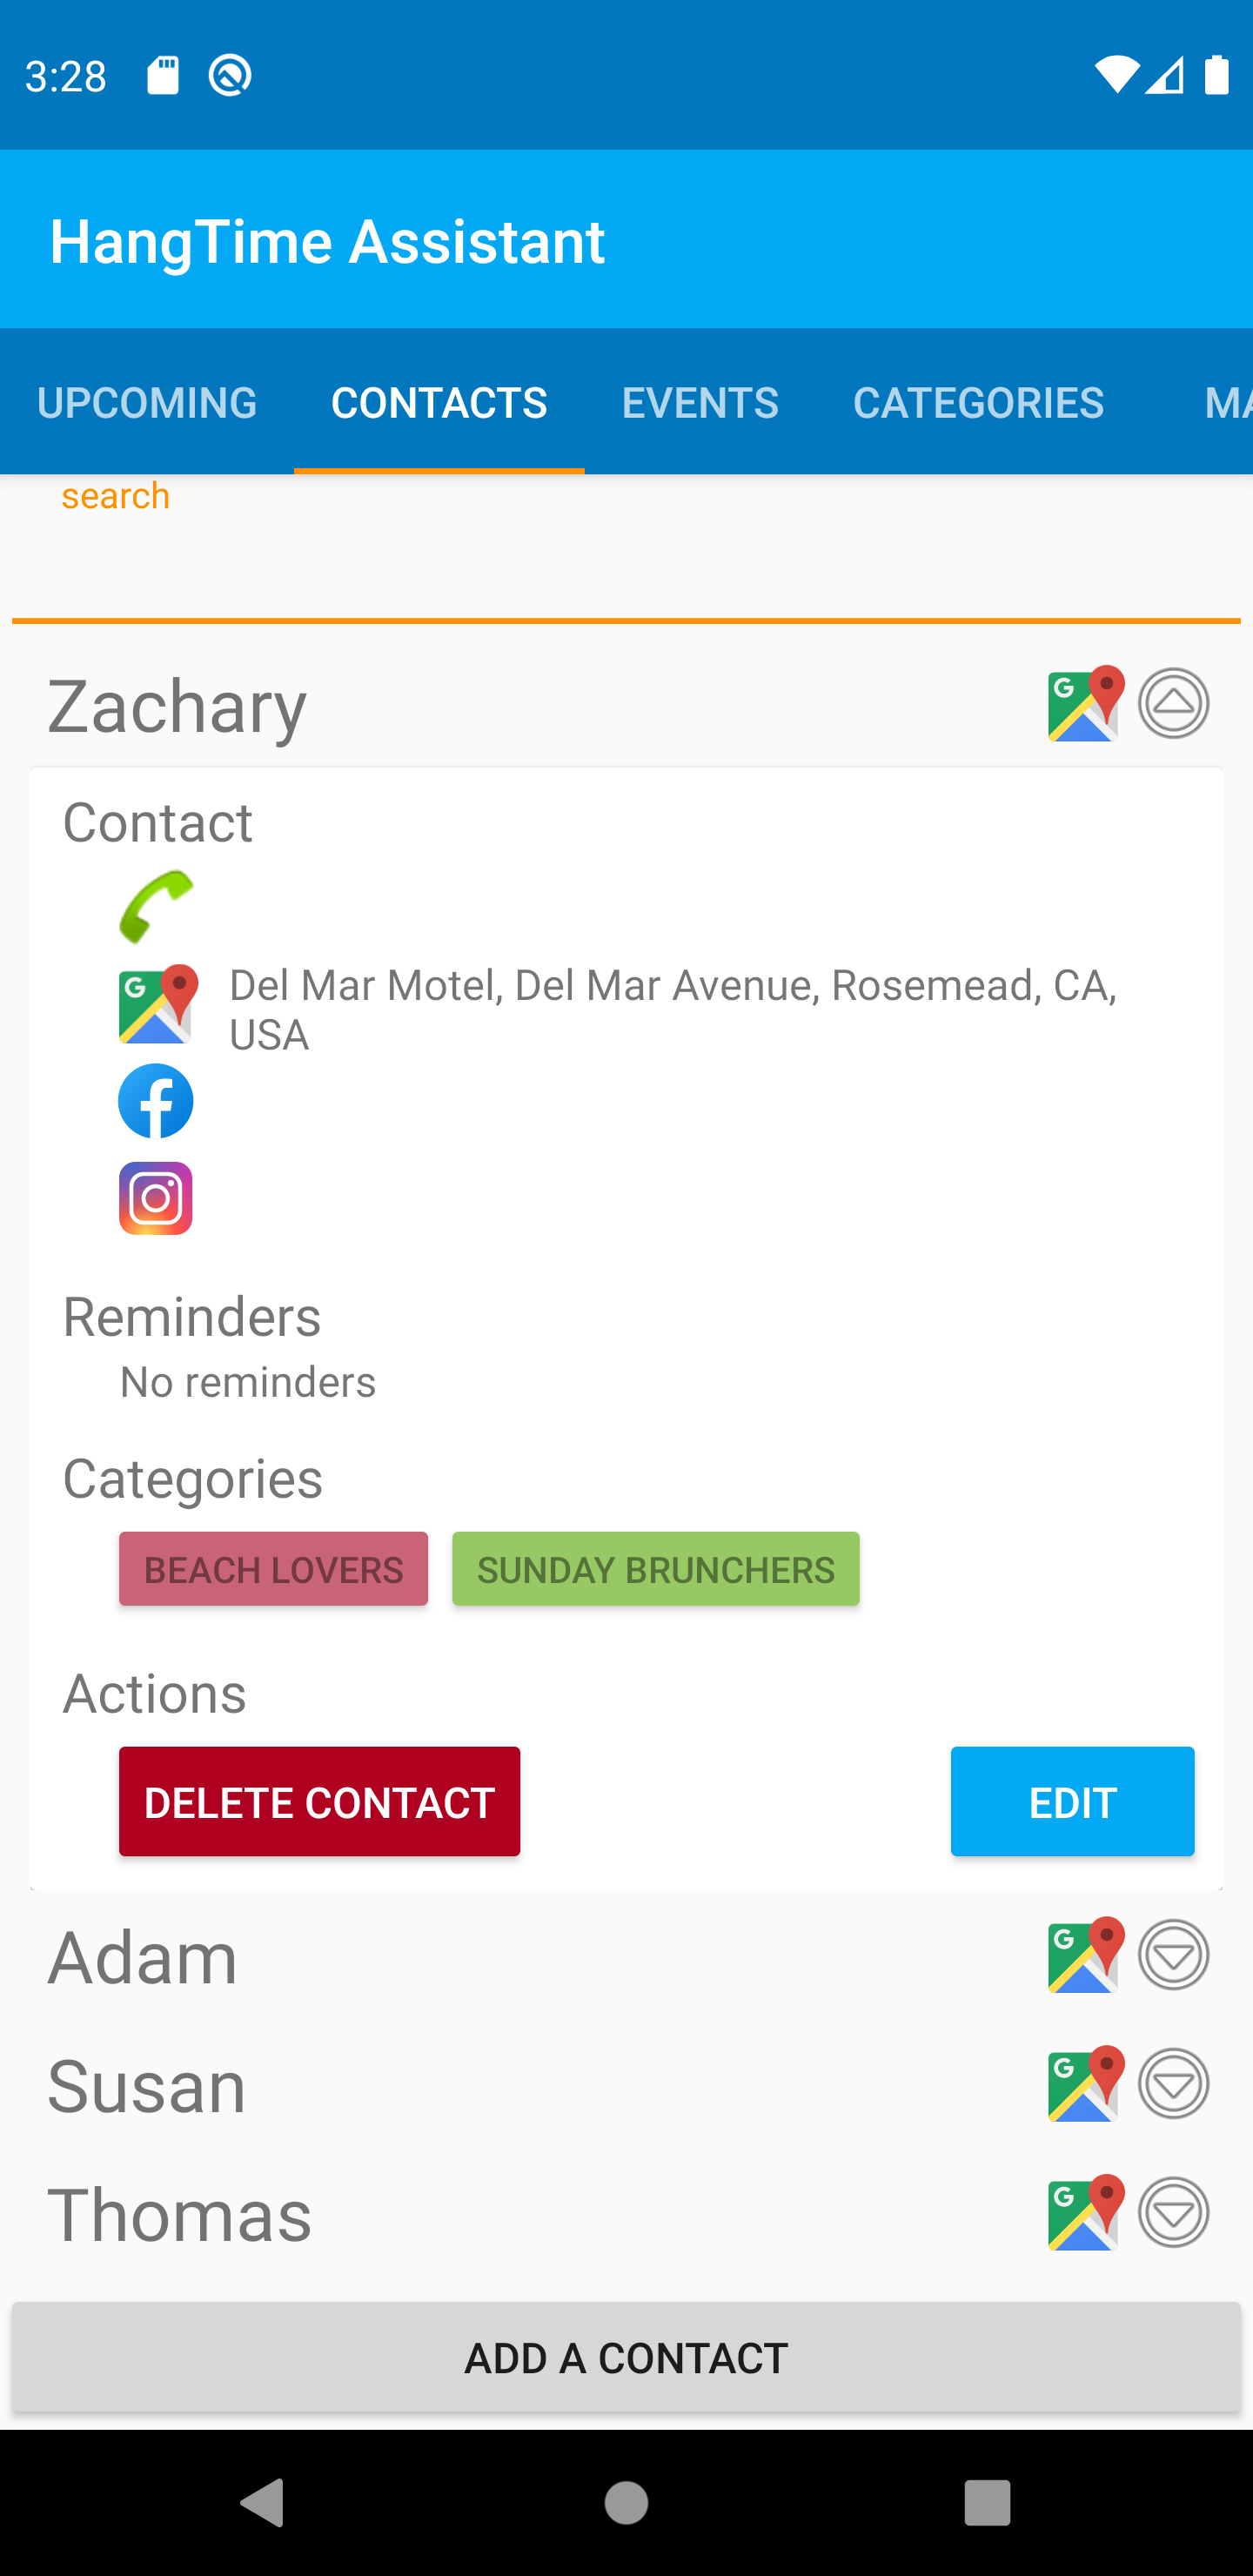 3:28
HangTime Assistant
UPCOMING CONTACTS EVENTS CATEGORIES MA
search
Zachary
Contact
Del Mar Motel, Del Mar Avenue, Rosemead, CA,
USA
Reminders
No reminders
Categories
BEACH LOVERS SUNDAY BRUNCHERS
Actions
DELETE CONTACT EDIT
Adam
Susan
Thomas
ADD A CONTACT